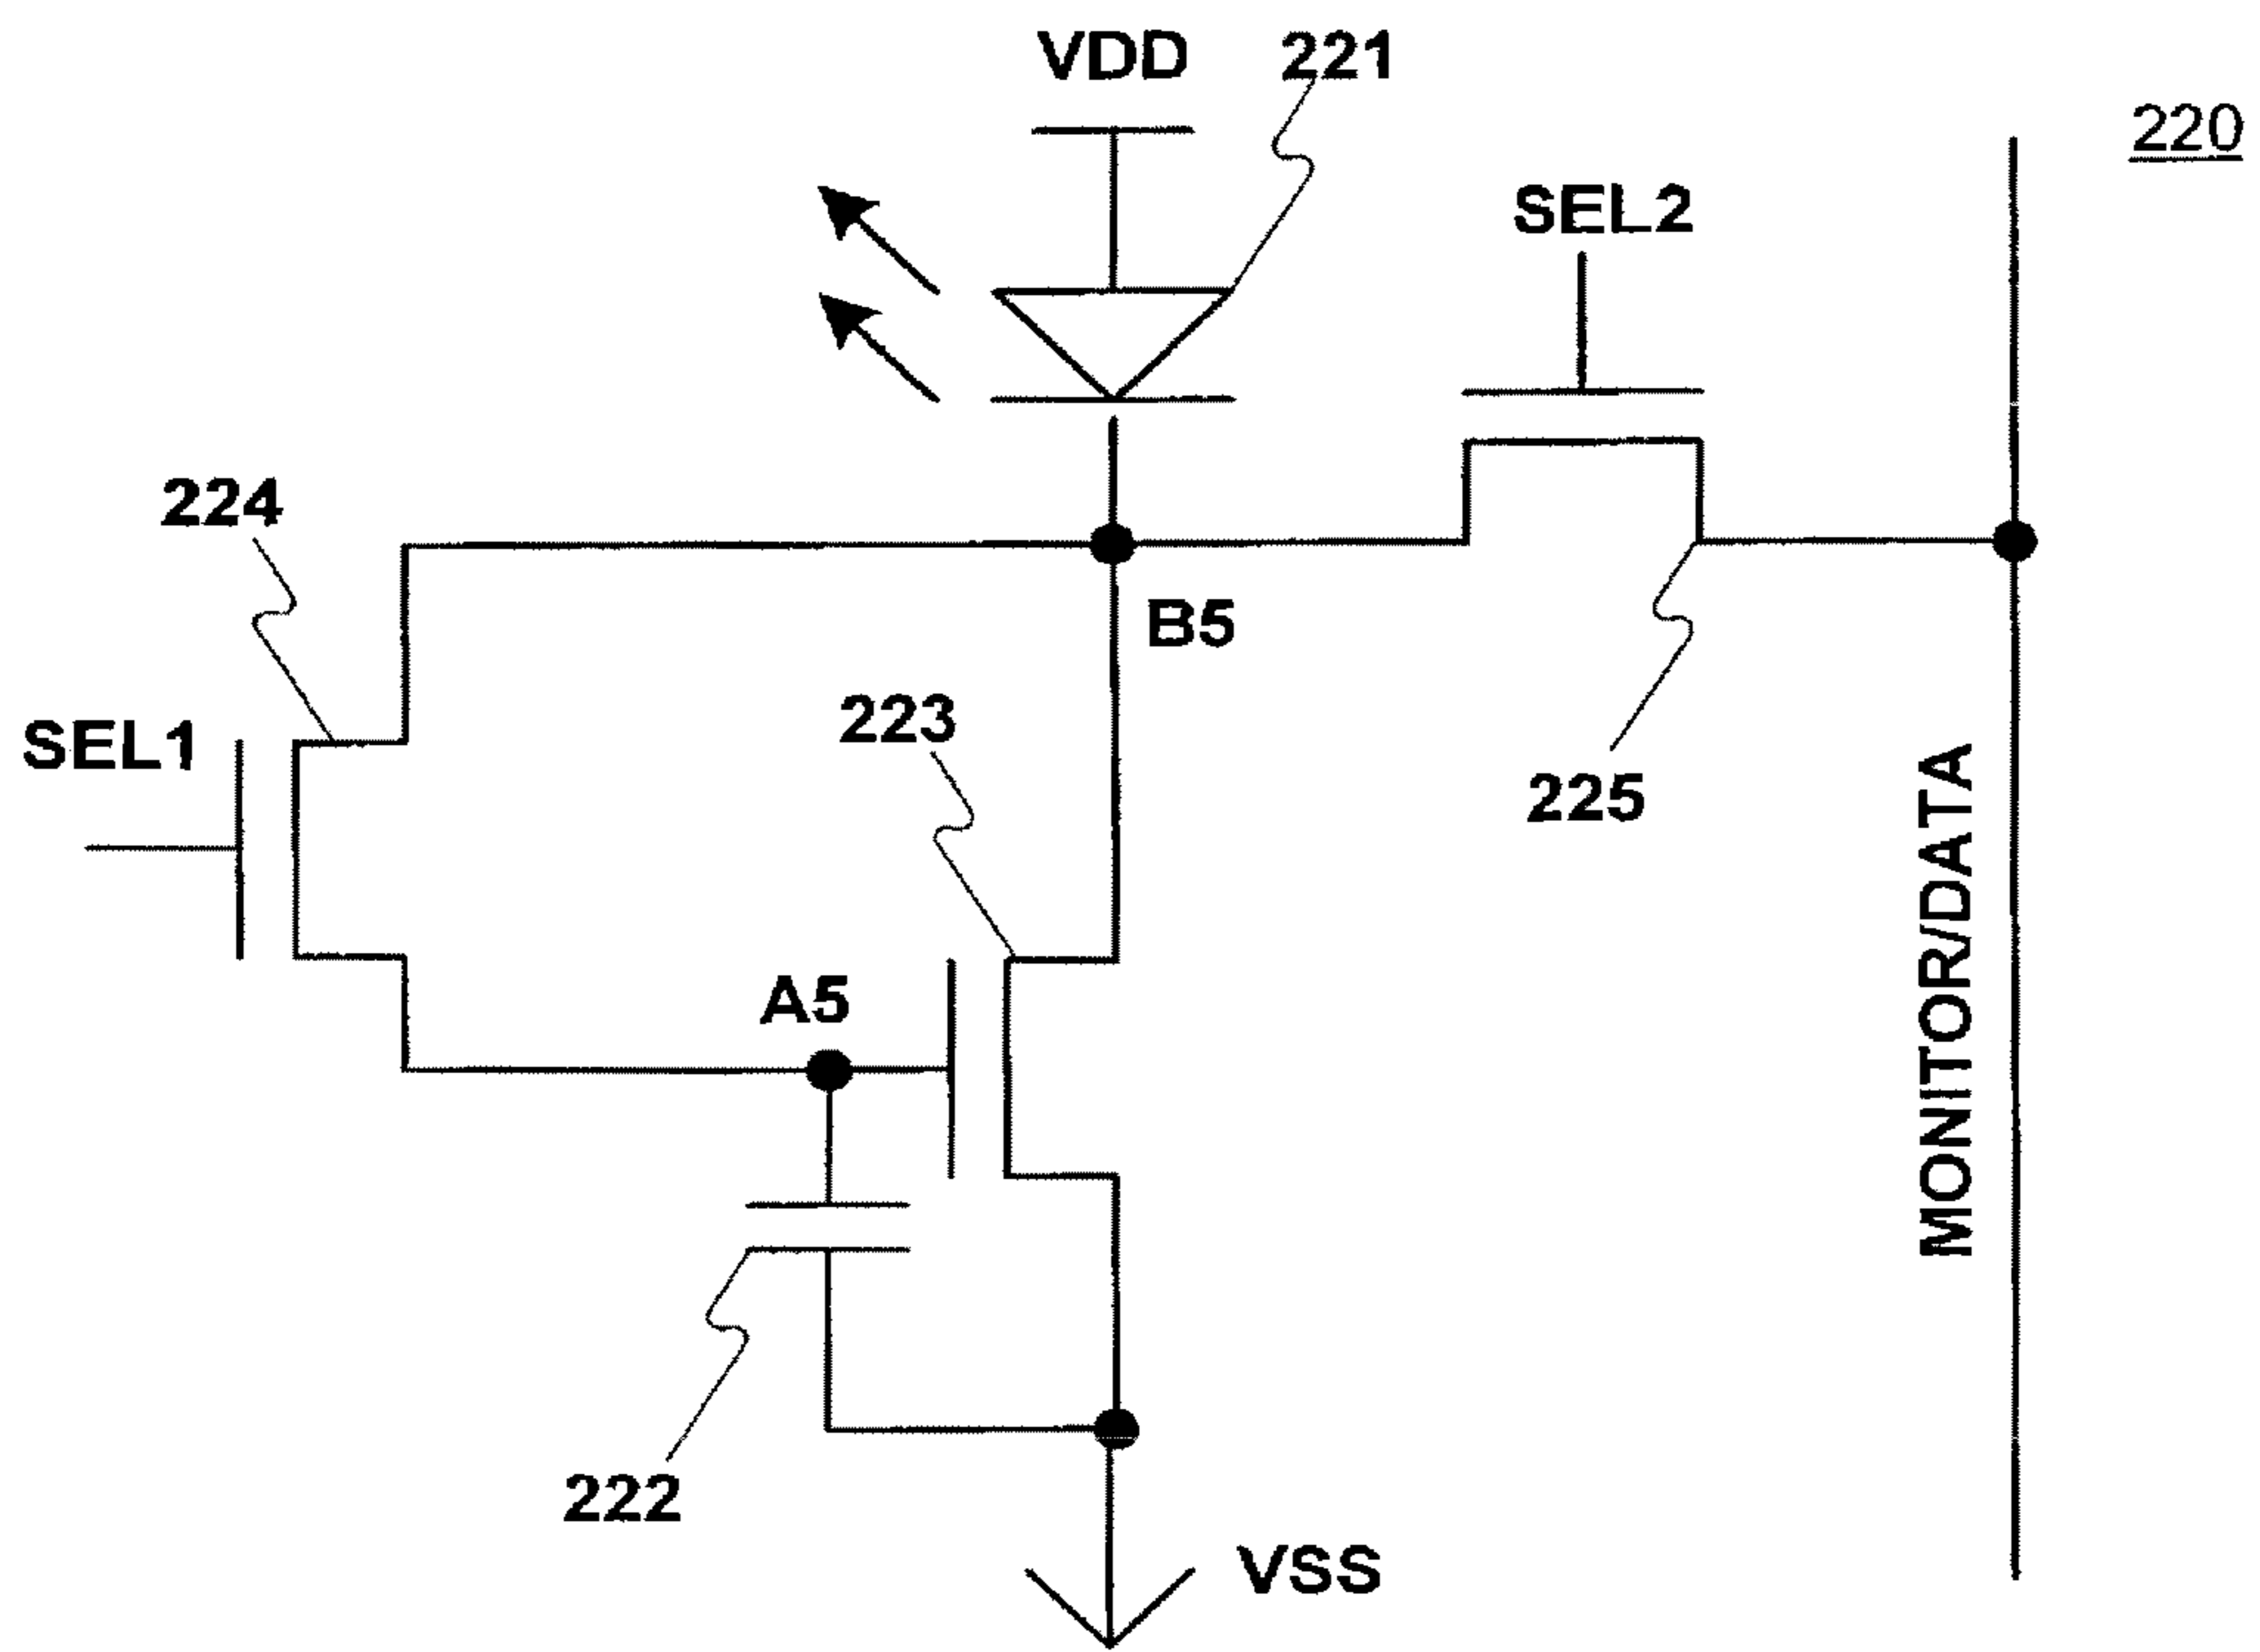 VDD
221
220
SEL2
224
B5
SEL1
223
225
A5
MONITOR/DATA
222
VSS